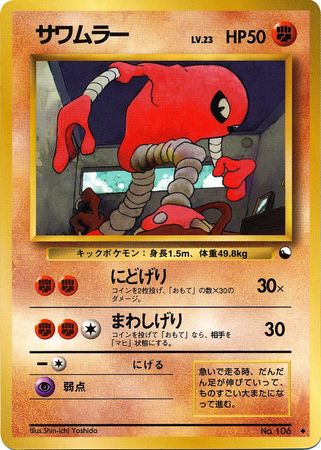 サワムラー LV.23 HP50
キックポケモン：身長1.5m、体重49.8kg
にどげり 30×
コインを2枚投げ、「おもて」の数×30の
ダメージ。
まわしげり 30
コインを投げて「おもて」なら、相手を
「マヒ」状態にする。
にげる
弱点
急いで走る時、だんだん
足が伸びていって、
ものすごい大またになっ
て進む。
Illus.Shin-ichi Yoshida
No.106